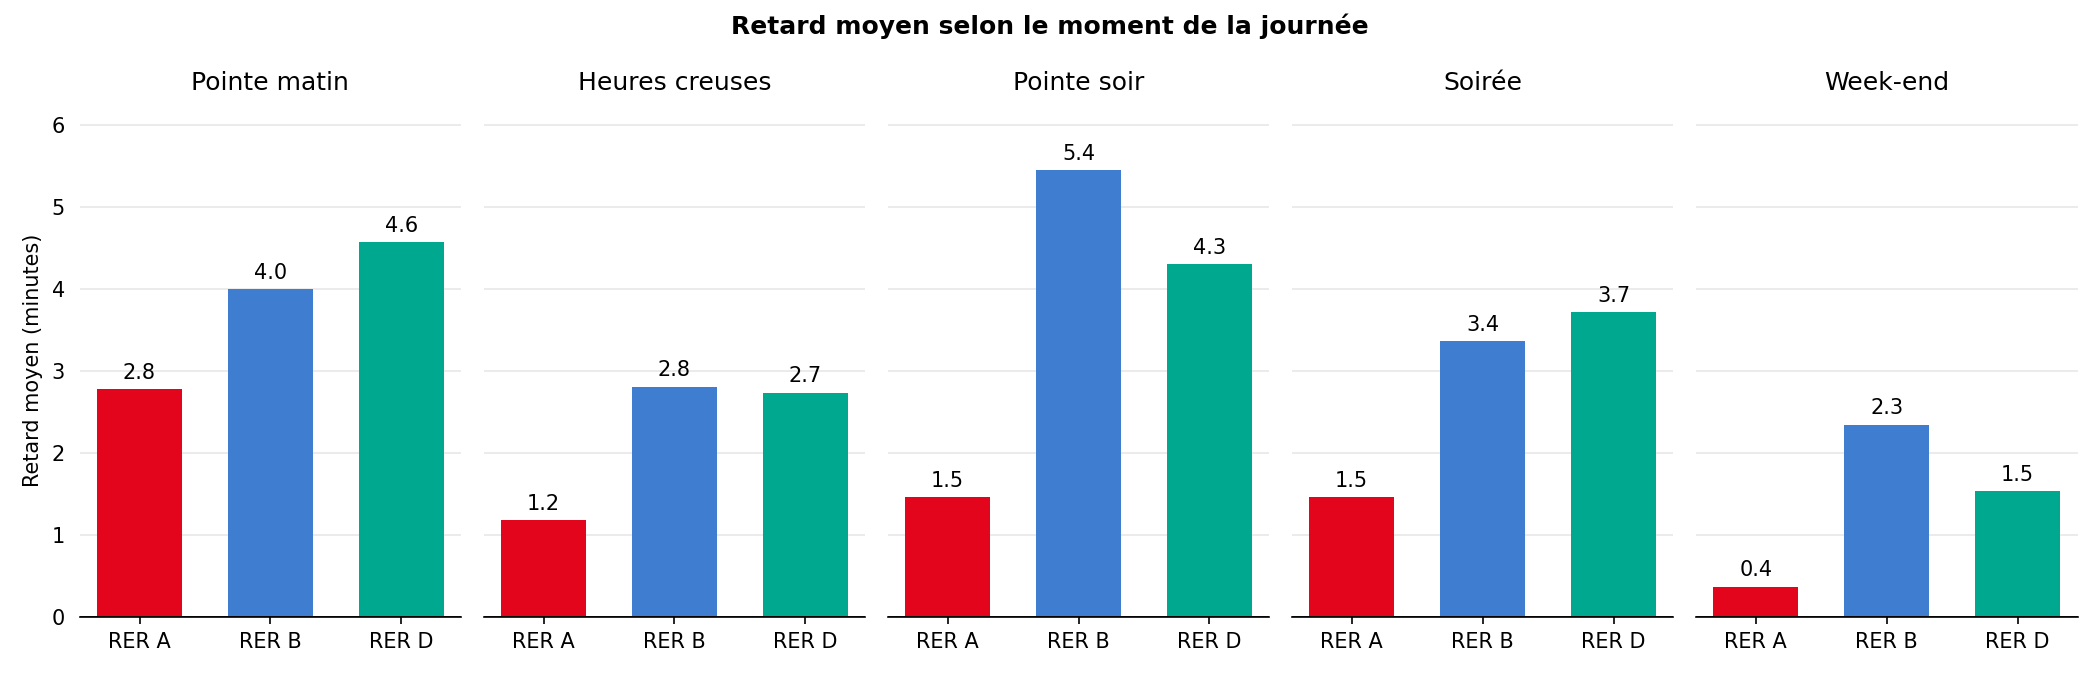 Retard moyen selon le moment de la journée
Pointe matin
Heures creuses
Pointe soir
Soirée
Week-end
Retard moyen (minutes)
6
5
4
3
2
1
0
2.8
4.0
4.6
RER A
RER B
RER D
1.2
2.8
2.7
RER A
RER B
RER D
1.5
5.4
4.3
RER A
RER B
RER D
1.5
3.4
3.7
RER A
RER B
RER D
0.4
2.3
1.5
RER A
RER B
RER D